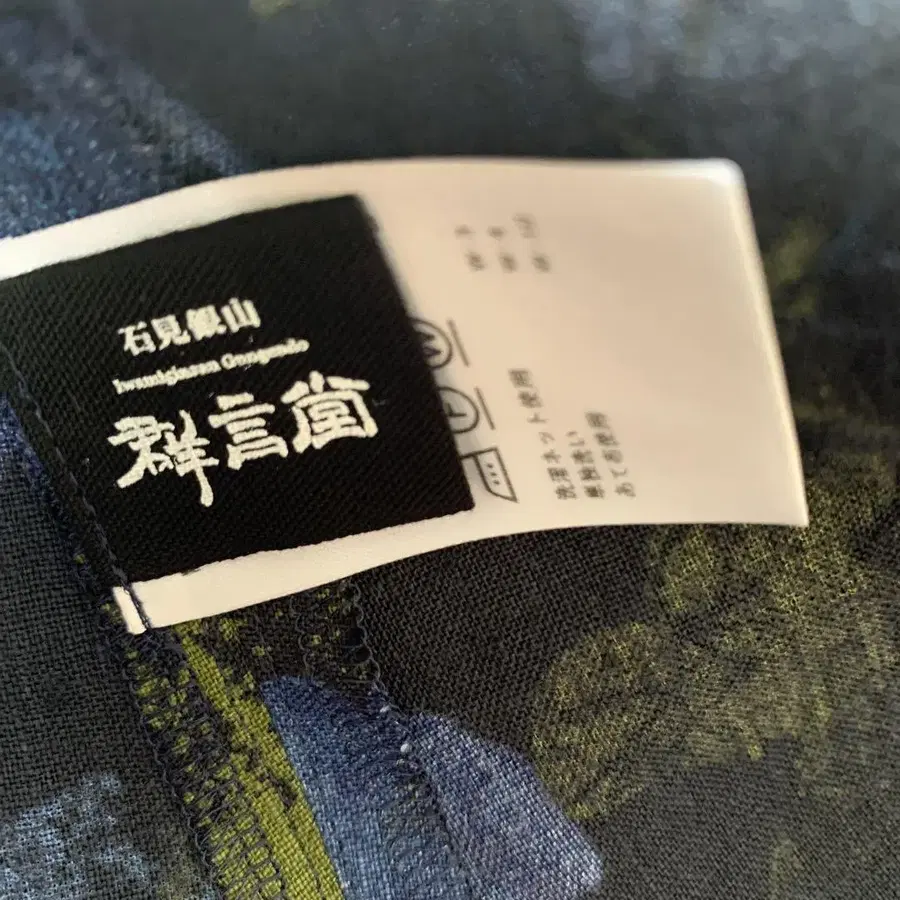 石見銀山
Iwamiginzan Gungendo
群言堂
洗濯ネット使用
単独洗い
あて布使用